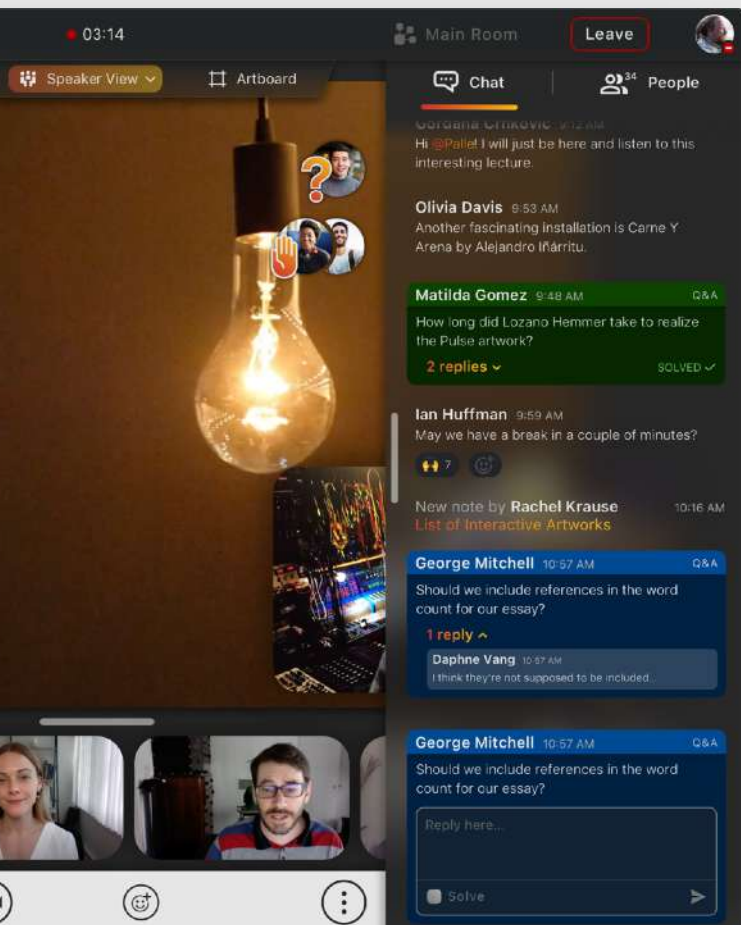 03:14
Main Room
Leave
Speaker View
Artboard
Chat
34
People
Gordana Crnkovic 9:12 AM
Hi @Palle! I will just be here and listen to this
interesting lecture.
Olivia Davis 9:53 AM
Another fascinating installation is Carne Y
Arena by Alejandro Iñárritu.
Matilda Gomez 9:48 AM Q&A
How long did Lozano Hemmer take to realize
the Pulse artwork?
2 replies SOLVED
Ian Huffman 9:59 AM
May we have a break in a couple of minutes?
7
New note by Rachel Krause 10:16 AM
List of Interactive Artworks
George Mitchell 10:57 AM Q&A
Should we include references in the word
count for our essay?
1 reply
Daphne Vang 10:57 AM
I think they're not supposed to be included..
George Mitchell 10:57 AM Q&A
Should we include references in the word
count for our essay?
Reply here...
Solve